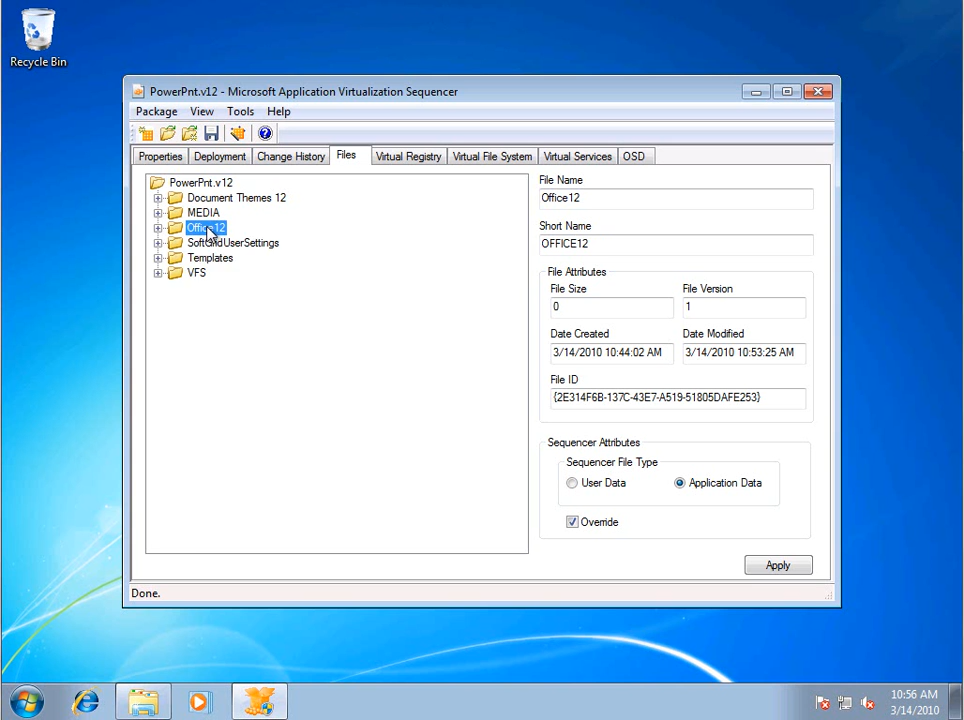 Recycle Bin
PowerPnt.v12 - Microsoft Application Virtualization Sequencer
Package View Tools Help
Properties Deployment Change History Files Virtual Registry Virtual File System Virtual Services OSD
PowerPnt.v12
Document Themes 12
MEDIA
Office12
SoftGridUserSettings
Templates
VFS
File Name
Office12
Short Name
OFFICE12
File Attributes
File Size File Version
0 1
Date Created Date Modified
3/14/2010 10:44:02 AM 3/14/2010 10:53:25 AM
File ID
{2E314F6B-137C-43E7-A519-51805DAFE253}
Sequencer Attributes
Sequencer File Type
User Data Application Data
Override
Apply
Done.
10:56 AM
3/14/2010